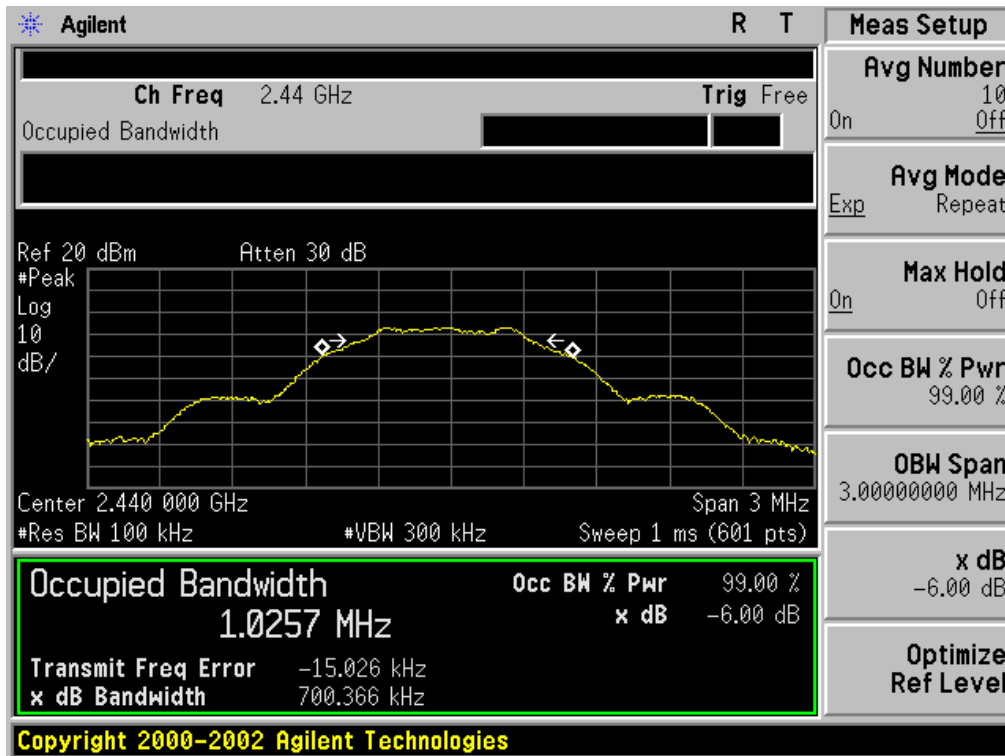 Agilent R T
Ch Freq 2.44 GHz Trig Free
Occupied Bandwidth
Ref 20 dBm Atten 30 dB
#Peak
Log
10
dB/
Center 2.440 000 GHz Span 3 MHz
#Res BW 100 kHz #VBW 300 kHz Sweep 1 ms (601 pts)
Occupied Bandwidth
1.0257 MHz
Occ BW % Pwr 99.00 %
x dB -6.00 dB
Transmit Freq Error -15.026 kHz
x dB Bandwidth 700.366 kHz
Copyright 2000-2002 Agilent Technologies
Meas Setup
Avg Number
10
On Off
Avg Mode
Exp Repeat
Max Hold
On Off
Occ BW % Pwr
99.00 %
OBW Span
3.00000000 MHz
x dB
-6.00 dB
Optimize
Ref Level